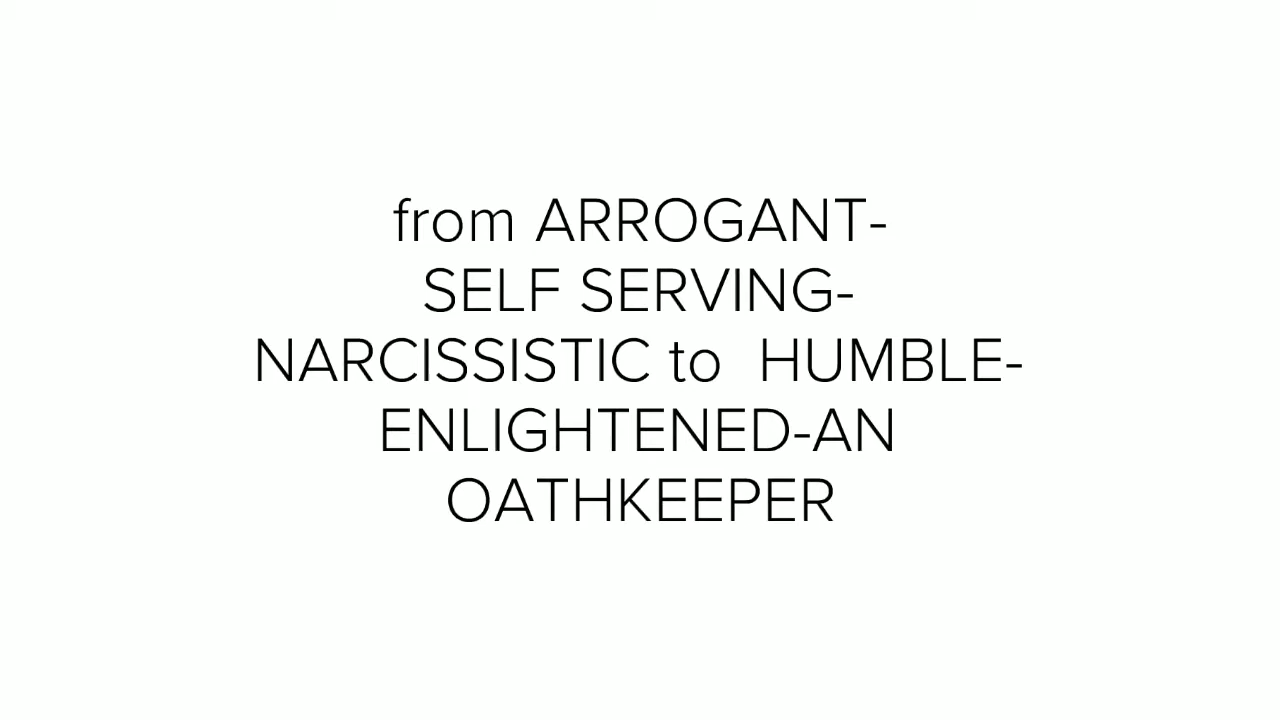 from ARROGANT-
SELF SERVING-
NARCISSISTIC to  HUMBLE-
ENLIGHTENED-AN
OATHKEEPER